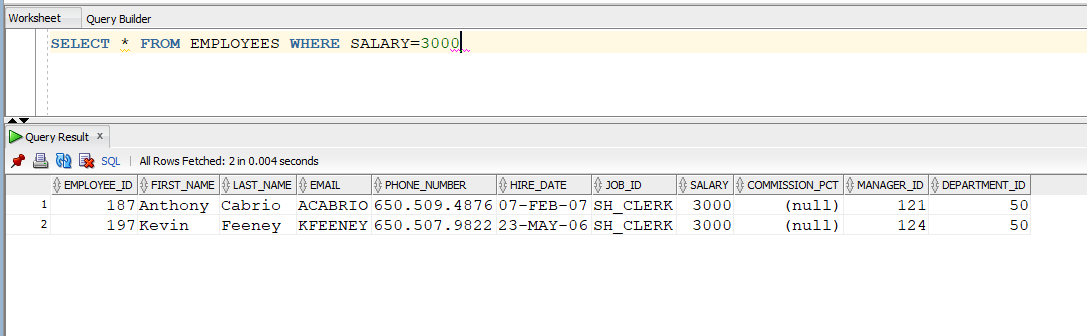 Worksheet Query Builder
SELECT * FROM EMPLOYEES WHERE SALARY=3000
Query Result x
SQL | All Rows Fetched: 2 in 0.004 seconds
EMPLOYEE_ID FIRST_NAME LAST_NAME EMAIL PHONE_NUMBER HIRE_DATE JOB_ID SALARY COMMISSION_PCT MANAGER_ID DEPARTMENT_ID
1 187 Anthony Cabrio ACABRIO 650.509.4876 07-FEB-07 SH_CLERK 3000 (null) 121 50
2 197 Kevin Feeney KFEENEY 650.507.9822 23-MAY-06 SH_CLERK 3000 (null) 124 50